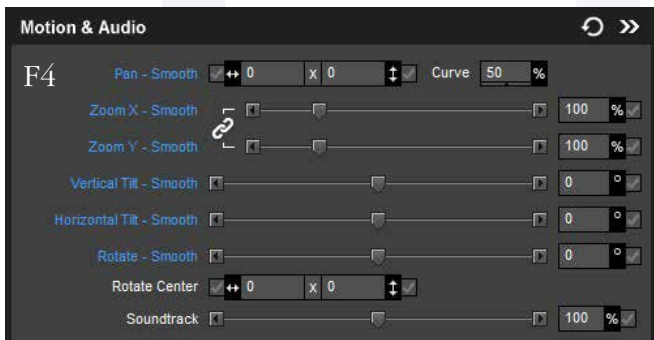 Motion & Audio
F4 Pan - Smooth 0 x 0 Curve 50 %
Zoom X - Smooth 100 %
Zoom Y - Smooth 100 %
Vertical Tilt - Smooth 0 °
Horizontal Tilt - Smooth 0 °
Rotate - Smooth 0 °
Rotate Center 0 x 0
Soundtrack 100 %